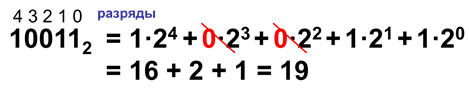 4 3 2 1 0 разряды
10011₂ = 1·2⁴ + 0·2³ + 0·2² + 1·2¹ + 1·2⁰
= 16 + 2 + 1 = 19